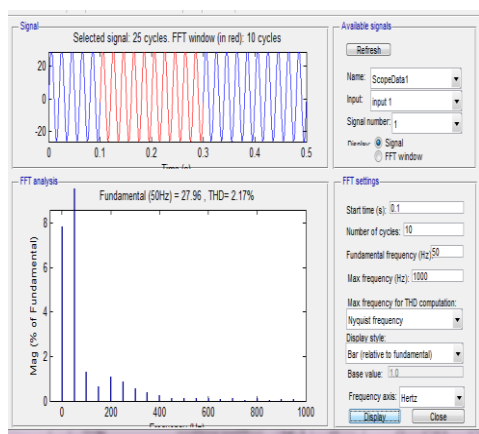 Signal
Selected signal: 25 cycles. FFT window (in red): 10 cycles
20
0
-20
0 0.1 0.2 0.3 0.4 0.5
Time (s)
FFT analysis
Fundamental (50Hz) = 27.96 , THD= 2.17%
Mag (% of Fundamental)
8
6
4
2
0
0 200 400 600 800 1000
Frequency (Hz)
Available signals
Refresh
Name: ScopeData1
Input: input 1
Signal number: 1
Display: Signal
FFT window
FFT settings
Start time (s): 0.1
Number of cycles: 10
Fundamental frequency (Hz): 50
Max frequency (Hz): 1000
Max frequency for THD computation:
Nyquist frequency
Display style:
Bar (relative to fundamental)
Base value: 1.0
Frequency axis: Hertz
Display Close